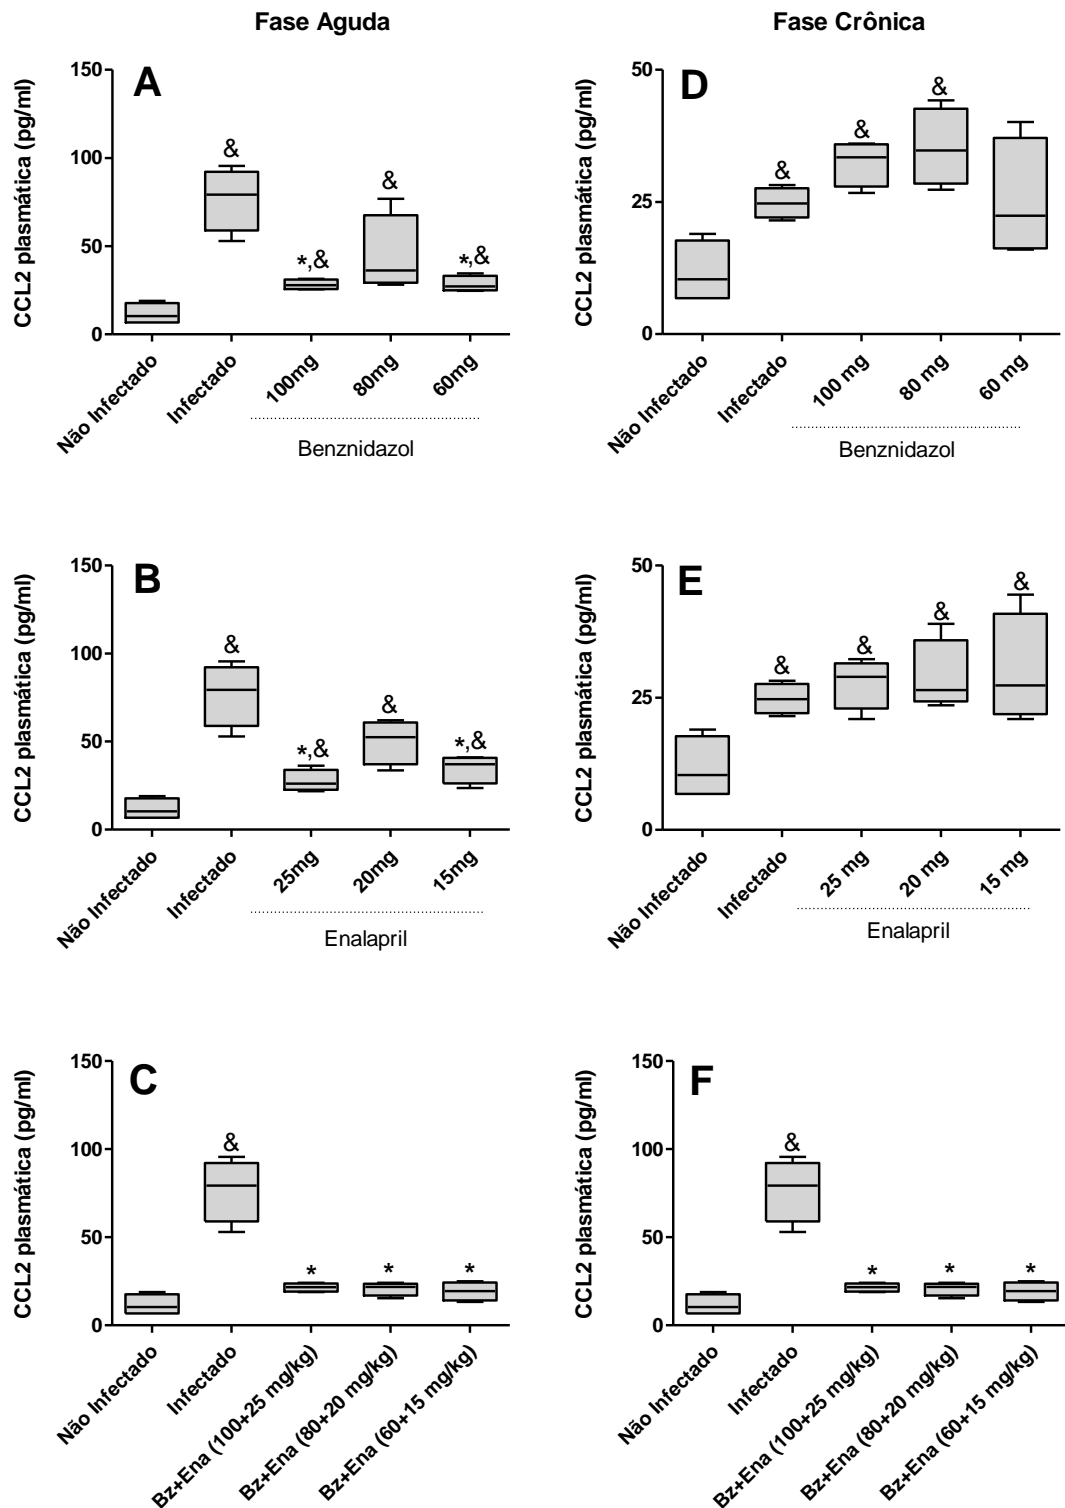 Fase Aguda
Fase Crônica
A
CCL2 plasmática (pg/ml)
150
100
50
0
&
*,&
&
*,&
Não Infectado
Infectado
100mg
80mg
60mg
Benznidazol
D
CCL2 plasmática (pg/ml)
50
25
0
&
&
&
Não Infectado
Infectado
100 mg
80 mg
60 mg
Benznidazol
B
CCL2 plasmática (pg/ml)
150
100
50
0
&
*,&
&
*,&
Não Infectado
Infectado
25mg
20mg
15mg
Enalapril
E
CCL2 plasmática (pg/ml)
50
25
0
&
&
&
&
Não Infectado
Infectado
25 mg
20 mg
15 mg
Enalapril
C
CCL2 plasmática (pg/ml)
150
100
50
0
&
*
*
*
Não Infectado
Infectado
Bz+Ena (100+25 mg/kg)
Bz+Ena (80+20 mg/kg)
Bz+Ena (60+15 mg/kg)
F
CCL2 plasmática (pg/ml)
150
100
50
0
&
*
*
*
Não Infectado
Infectado
Bz+Ena (100+25 mg/kg)
Bz+Ena (80+20 mg/kg)
Bz+Ena (60+15 mg/kg)